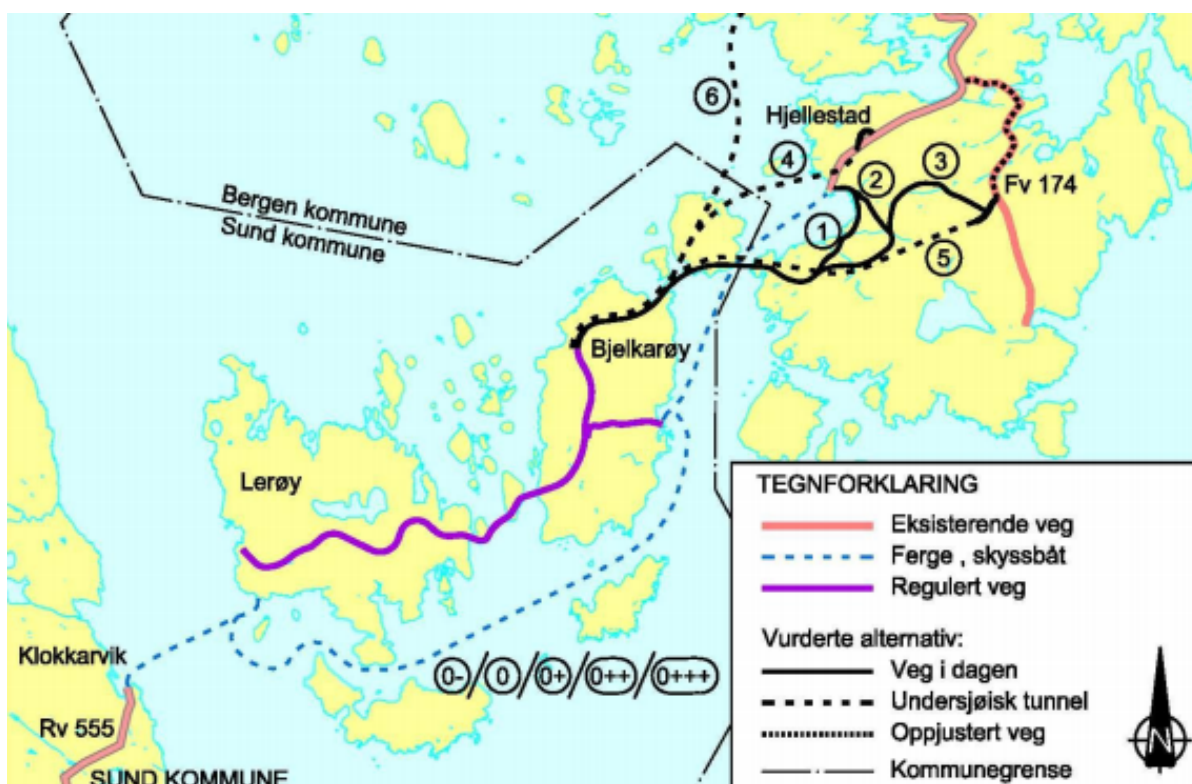 6
Hjellestad
4
2
3
Fv 174
Bergen kommune
Sund kommune
1
5
Bjelkarøy
Lerøy
Klokkarvik
0-/0/0+/0++/0+++
Rv 555
SUND KOMMUNE
TEGNFORKLARING
Eksisterende veg
Ferge , skyssbåt
Regulert veg
Vurderte alternativ:
Veg i dagen
Undersjøisk tunnel
Oppjustert veg
Kommunegrense
N